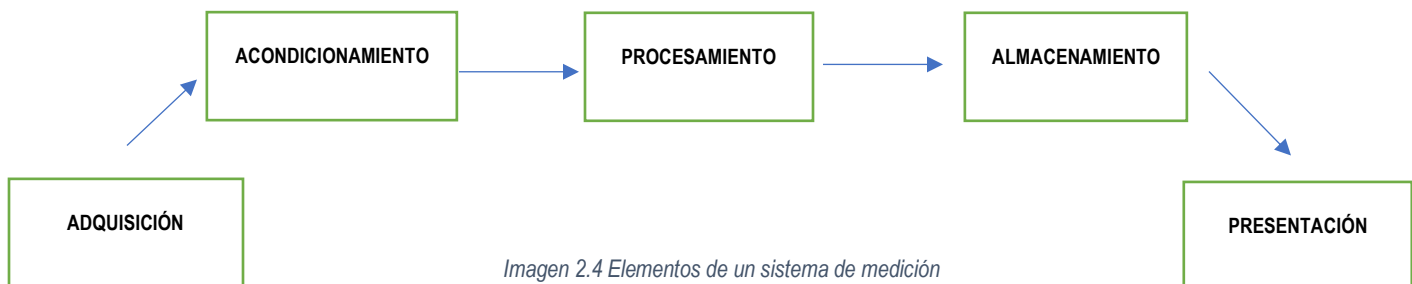 ACONDICIONAMIENTO
PROCESAMIENTO
ALMACENAMIENTO
ADQUISICIÓN
PRESENTACIÓN
Imagen 2.4 Elementos de un sistema de medición